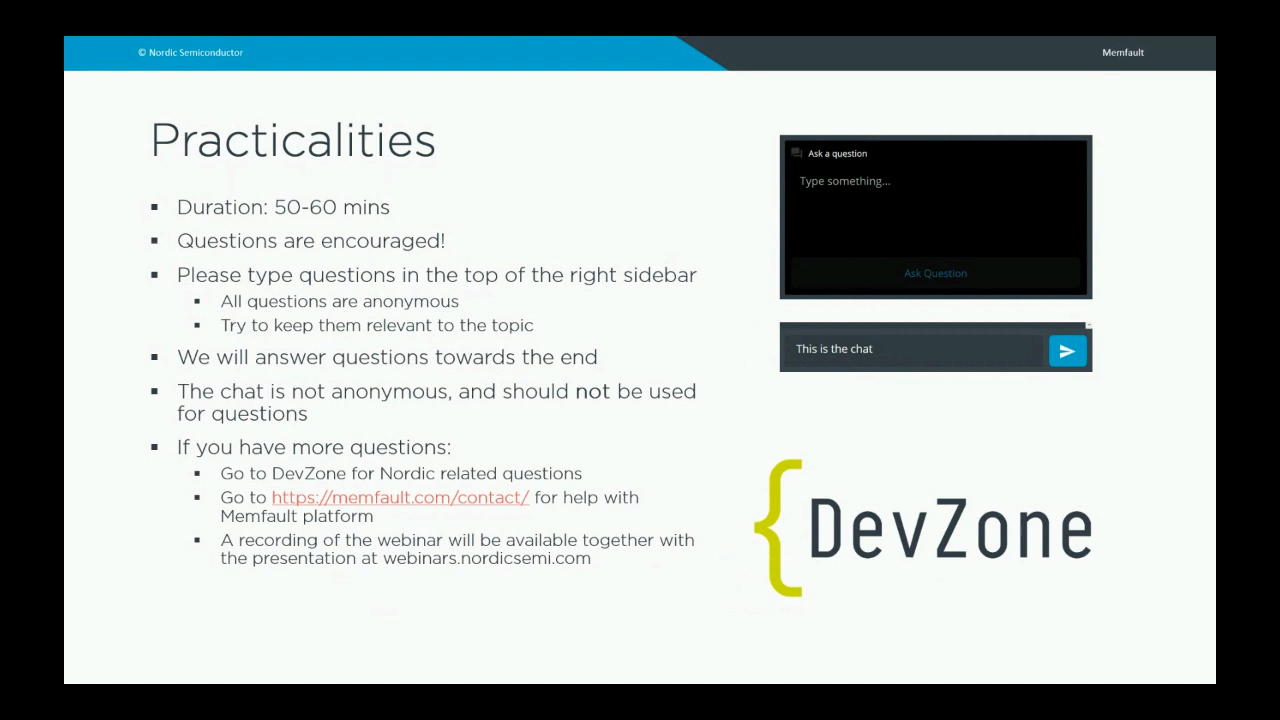 © Nordic Semiconductor
Memfault
Practicalities
▪ Duration: 50-60 mins
▪ Questions are encouraged!
▪ Please type questions in the top of the right sidebar
▪ All questions are anonymous
▪ Try to keep them relevant to the topic
▪ We will answer questions towards the end
▪ The chat is not anonymous, and should not be used
for questions
▪ If you have more questions:
▪ Go to DevZone for Nordic related questions
▪ Go to https://memfault.com/contact/ for help with
Memfault platform
▪ A recording of the webinar will be available together with
the presentation at webinars.nordicsemi.com
Ask a question
Type something...
Ask Question
This is the chat
{DevZone